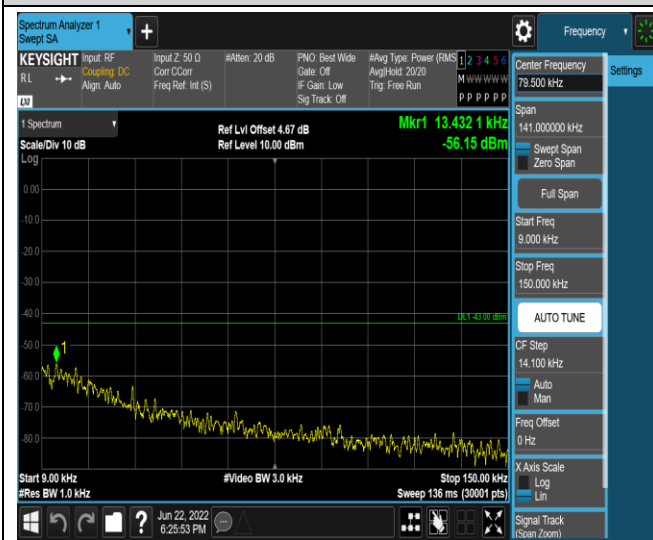 Spectrum Analyzer 1
Swept SA
+
Frequency
KEYSIGHT
RL
LXI
Input: RF
Coupling: DC
Align: Auto
Input Z: 50 Ω
Corr CCorr
Freq Ref: Int (S)
#Atten: 20 dB
PNO: Best Wide
Gate: Off
IF Gain: Low
Sig Track: Off
#Avg Type: Power (RMS
Avg|Hold: 20/20
Trig: Free Run
1 2 3 4 5 6
M W W W W W
P P P P P P
1 Spectrum
Scale/Div 10 dB
Ref Lvl Offset 4.67 dB
Ref Level 10.00 dBm
Mkr1 13.432 1 kHz
-56.15 dBm
Log
0.00
-10.0
-20.0
-30.0
-40.0
-50.0
-60.0
-70.0
-80.0
DL1 -43.00 dBm
1
Start 9.00 kHz
#Res BW 1.0 kHz
#Video BW 3.0 kHz
Stop 150.00 kHz
Sweep 136 ms (30001 pts)
?
Jun 22, 2022
6:25:53 PM
Center Frequency
79.500 kHz
Span
141.000000 kHz
Swept Span
Zero Span
Full Span
Start Freq
9.000 kHz
Stop Freq
150.000 kHz
AUTO TUNE
CF Step
14.100 kHz
Auto
Man
Freq Offset
0 Hz
X Axis Scale
Log
Lin
Signal Track
(Span Zoom)
Settings